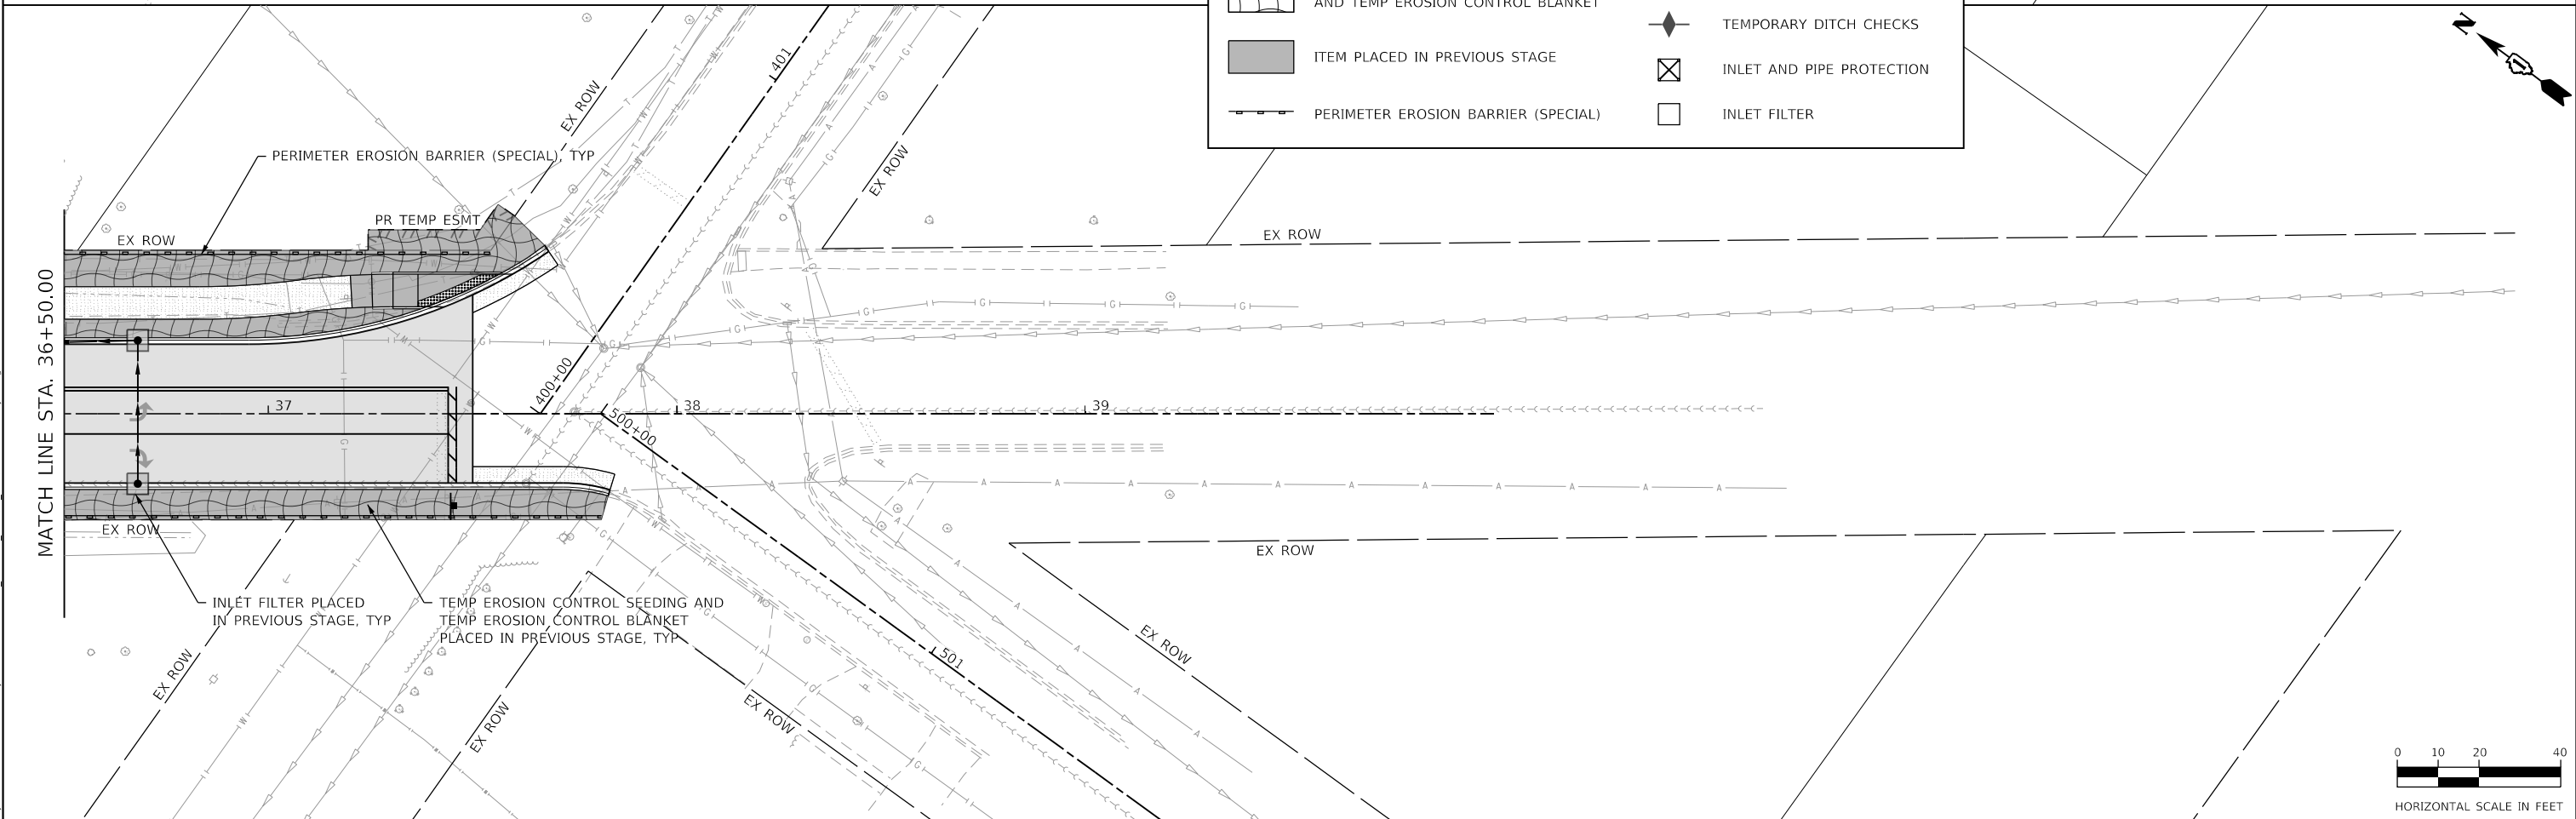 AND TEMP EROSION CONTROL BLANKET
TEMPORARY DITCH CHECKS
ITEM PLACED IN PREVIOUS STAGE
INLET AND PIPE PROTECTION
PERIMETER EROSION BARRIER (SPECIAL)
INLET FILTER
N
401
EX ROW
EX ROW
PERIMETER EROSION BARRIER (SPECIAL), TYP
PR TEMP ESMT
EX ROW
EX ROW
MATCH LINE STA. 36+50.00
400+00
37
500+00
38
39
EX ROW
EX ROW
INLET FILTER PLACED
IN PREVIOUS STAGE, TYP
TEMP EROSION CONTROL SEEDING AND
TEMP EROSION CONTROL BLANKET
PLACED IN PREVIOUS STAGE, TYP
EX ROW
EX ROW
EX ROW
501
EX ROW
0 10 20 40
HORIZONTAL SCALE IN FEET